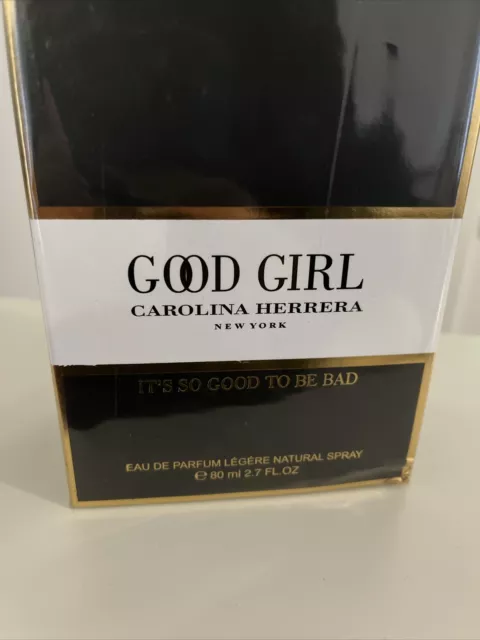 GOOD GIRL
CAROLINA HERRERA
NEW YORK
IT'S SO GOOD TO BE BAD
EAU DE PARFUM LÉGÈRE NATURAL SPRAY
℮ 80 ml 2.7 FL.OZ